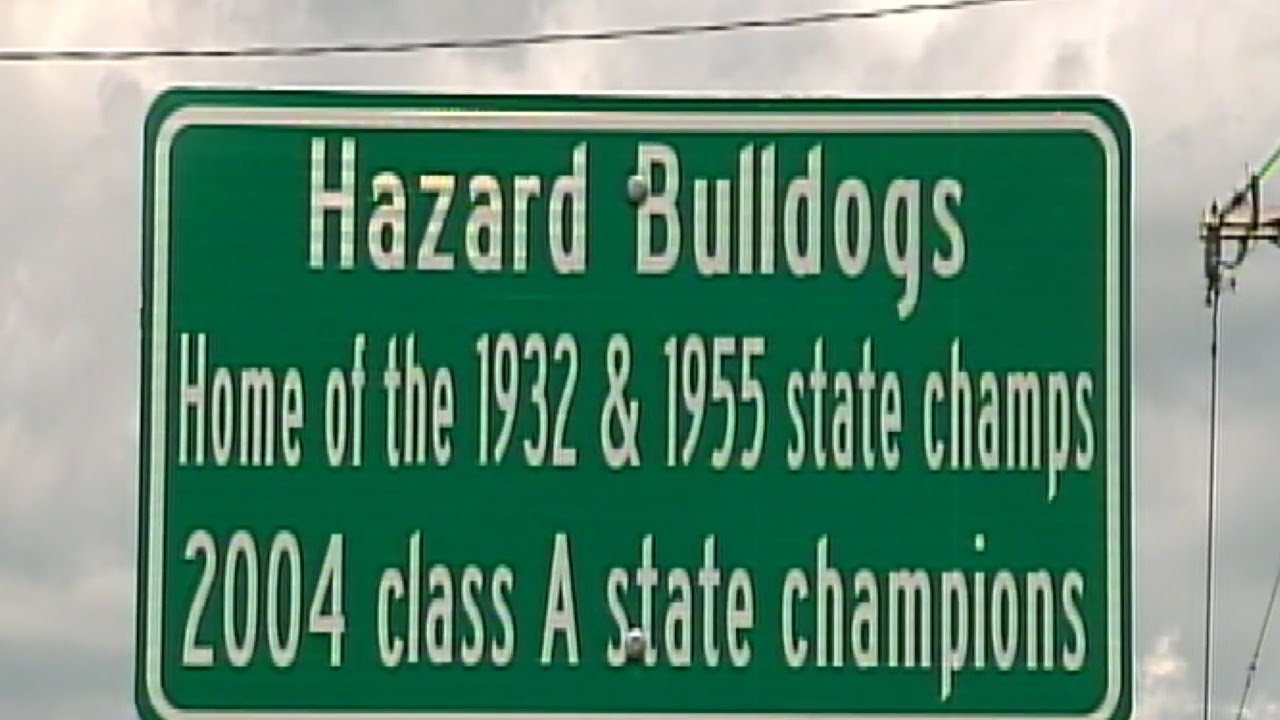 Hazard Bulldogs
Home of the 1932 & 1955 state champs
2004 class A state champions